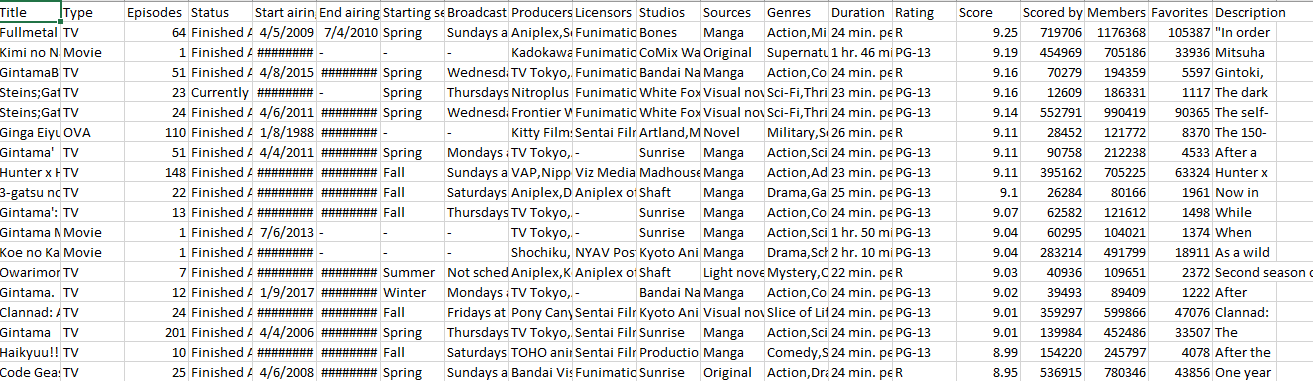 Title Type Episodes Status Start airin End airing Starting se Broadcast Producers Licensors Studios Sources Genres Duration Rating Score Scored by Members Favorites Description
Fullmetal TV 64 Finished A 4/5/2009 7/4/2010 Spring Sundays a Aniplex,So Funimatic Bones Manga Action,Mi 24 min. pe R 9.25 719706 1176368 105387 "In order
Kimi no N Movie 1 Finished A ######## - - - Kadokawa Funimatic CoMix Wa Original Supernatu 1 hr. 46 mi PG-13 9.19 454969 705186 33936 Mitsuha
GintamaB TV 51 Finished A 4/8/2015 ######## Spring Wednesda TV Tokyo, Funimatic Bandai Na Manga Action,Co 24 min. pe R 9.16 70279 194359 5597 Gintoki,
Steins;Gat TV 23 Currently ######## - Spring Thursdays Nitroplus Funimatic White Fox Visual nov Sci-Fi,Thri 23 min. pe PG-13 9.16 12609 186331 1117 The dark
Steins;Gat TV 24 Finished A 4/6/2011 ######## Spring Wednesda Frontier W Funimatic White Fox Visual nov Sci-Fi,Thri 24 min. pe PG-13 9.14 552791 990419 90365 The self-
Ginga Eiyu OVA 110 Finished A 1/8/1988 ######## - - Kitty Films Sentai Film Artland,M Novel Military,Sc 26 min. pe R 9.11 28452 121772 8370 The 150-
Gintama' TV 51 Finished A 4/4/2011 ######## Spring Mondays a TV Tokyo, - Sunrise Manga Action,Sci 24 min. pe PG-13 9.11 90758 212238 4533 After a
Hunter x H TV 148 Finished A ######## ######## Fall Sundays a VAP,Nipp Viz Media Madhouse Manga Action,Ad 23 min. pe PG-13 9.11 395162 705225 63324 Hunter x
3-gatsu no TV 22 Finished A ######## ######## Fall Saturdays Aniplex,D Aniplex of Shaft Manga Drama,Ga 25 min. pe PG-13 9.1 26284 80166 1961 Now in
Gintama': TV 13 Finished A ######## ######## Fall Thursdays TV Tokyo, - Sunrise Manga Action,Co 24 min. pe PG-13 9.07 62582 121612 1498 While
Gintama M Movie 1 Finished A 7/6/2013 - - - TV Tokyo, - Sunrise Manga Action,Sci 1 hr. 50 mi PG-13 9.04 60295 104021 1374 When
Koe no Ka Movie 1 Finished A ######## - - - Shochiku, NYAV Post Kyoto Ani Manga Drama,Sch 2 hr. 10 mi PG-13 9.04 283214 491799 18911 As a wild
Owarimon TV 7 Finished A ######## ######## Summer Not sched Aniplex,K Aniplex of Shaft Light nove Mystery,C 22 min. pe R 9.03 40936 109651 2372 Second season o
Gintama. TV 12 Finished A 1/9/2017 ######## Winter Mondays a TV Tokyo, - Bandai Na Manga Action,Co 24 min. pe PG-13 9.02 39493 89409 1222 After
Clannad: A TV 24 Finished A ######## ######## Fall Fridays at Pony Cany Sentai Film Kyoto Ani Visual nov Slice of Lif 24 min. pe PG-13 9.01 359297 599866 47076 Clannad:
Gintama TV 201 Finished A 4/4/2006 ######## Spring Thursdays TV Tokyo, Sentai Film Sunrise Manga Action,Sci 24 min. pe PG-13 9.01 139984 452486 33507 The
Haikyuu!! TV 10 Finished A ######## ######## Fall Saturdays TOHO ani Sentai Film Productio Manga Comedy,S 24 min. pe PG-13 8.99 154220 245797 4078 After the
Code Geas TV 25 Finished A 4/6/2008 ######## Spring Sundays a Bandai Vis Funimatic Sunrise Original Action,Dra 24 min. pe PG-13 8.95 536915 780346 43856 One year